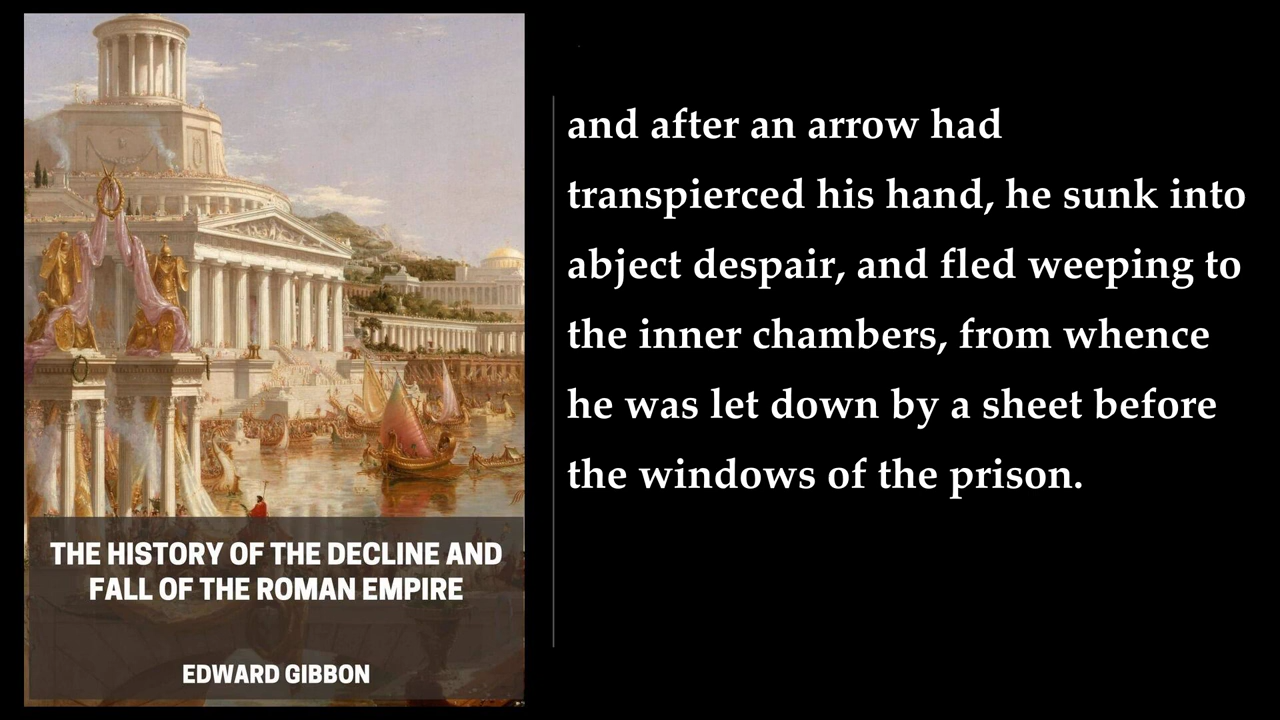 and after an arrow had
transpierced his hand, he sunk into
abject despair, and fled weeping to
the inner chambers, from whence
he was let down by a sheet before
the windows of the prison.
THE HISTORY OF THE DECLINE AND
FALL OF THE ROMAN EMPIRE
EDWARD GIBBON